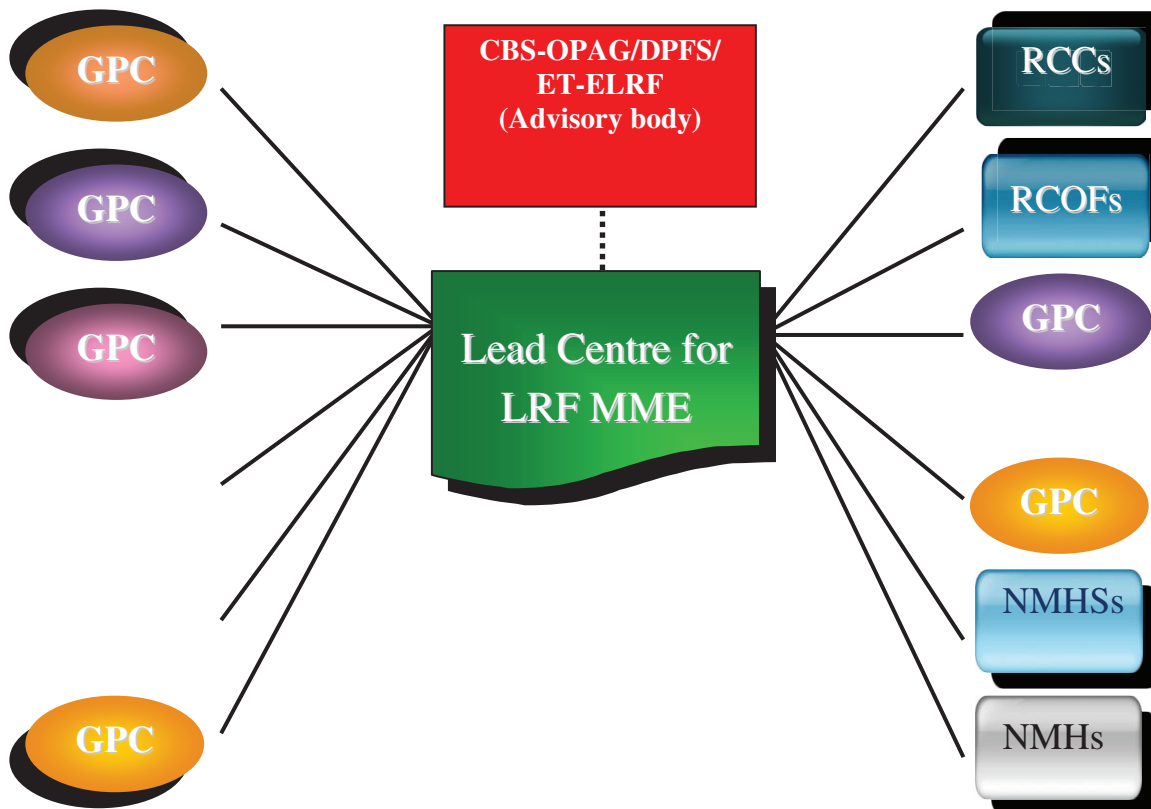 GPC
GPC
GPC
GPC
CBS-OPAG/DPFS/
ET-ELRF
(Advisory body)
Lead Centre for
LRF MME
RCCs
RCOFs
GPC
GPC
NMHSs
NMHs